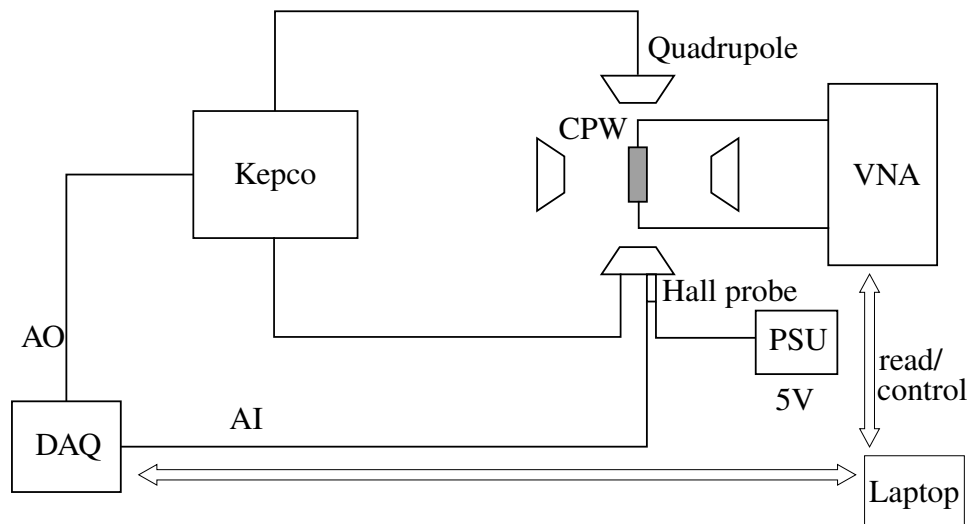 Quadrupole
CPW
Kepco
VNA
Hall probe
PSU
AO
read/
control
5V
AI
DAQ
Laptop